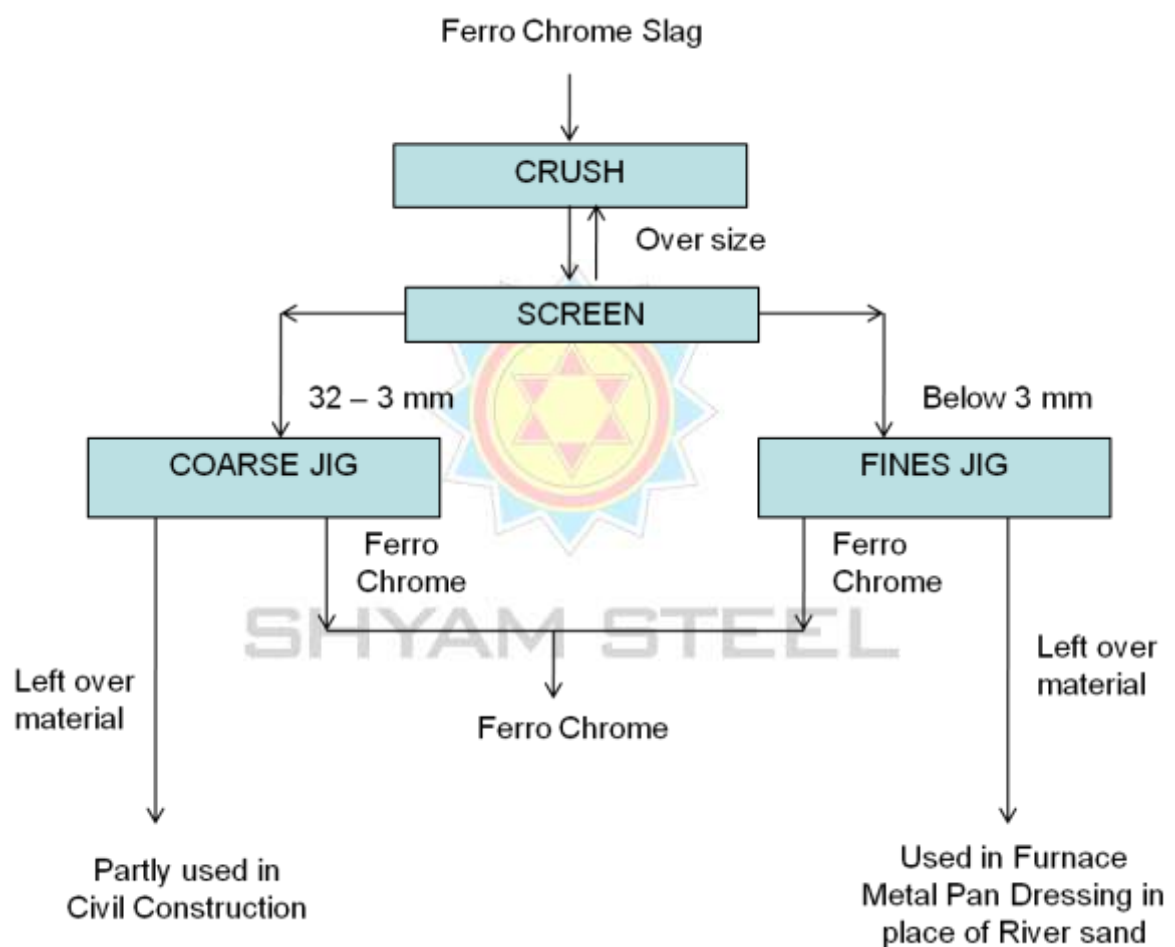 Ferro Chrome Slag
CRUSH
Over size
SCREEN
32 – 3 mm
Below 3 mm
COARSE JIG
FINES JIG
Ferro
Chrome
Ferro
Chrome
SHYAM STEEL
Left over
material
Left over
material
Ferro Chrome
Partly used in
Civil Construction
Used in Furnace
Metal Pan Dressing in
place of River sand